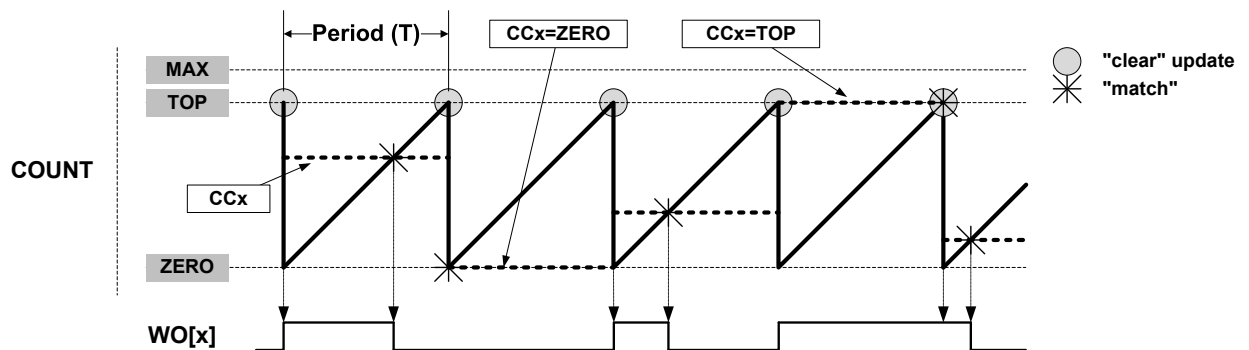 Period (T)
CCx=ZERO
CCx=TOP
"clear" update
"match"
MAX
TOP
COUNT
CCx
ZERO
WO[x]